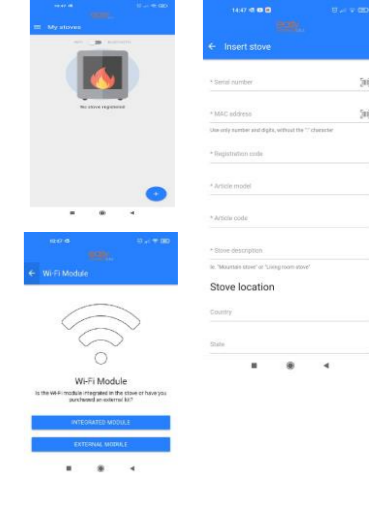 My stoves
No stove registered
+
Wi-Fi Module
Wi-Fi Module
Is the Wi-Fi module integrated in the stove or have you
purchased an external kit?
INTEGRATED MODULE
EXTERNAL MODULE
14:47
Insert stove
* Serial number
* MAC address
Use only number and digits, without the ":" character
* Registration code
* Article model
* Article code
* Stove description
ie. "Mountain stove" or "Living room stove"
Stove location
Country
State